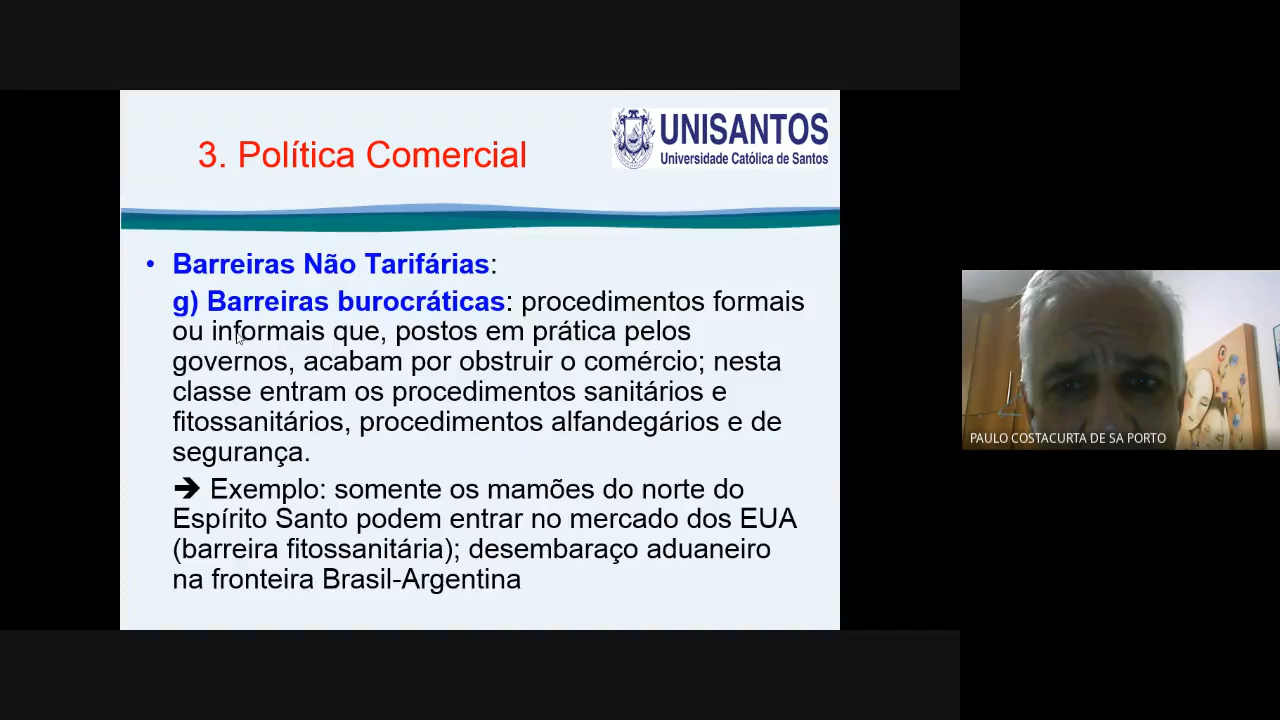 3. Política Comercial
UNISANTOS
Universidade Católica de Santos
• Barreiras Não Tarifárias:
g) Barreiras burocráticas: procedimentos formais
ou informais que, postos em prática pelos
governos, acabam por obstruir o comércio; nesta
classe entram os procedimentos sanitários e
fitossanitários, procedimentos alfandegários e de
segurança.
➔ Exemplo: somente os mamões do norte do
Espírito Santo podem entrar no mercado dos EUA
(barreira fitossanitária); desembaraço aduaneiro
na fronteira Brasil-Argentina
PAULO COSTACURTA DE SA PORTO